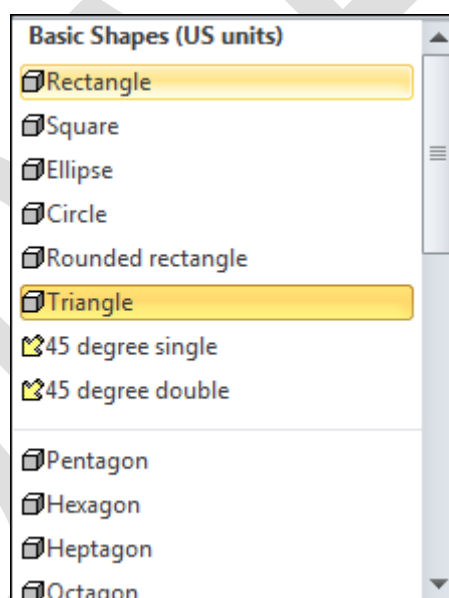 Basic Shapes (US units)
Rectangle
Square
Ellipse
Circle
Rounded rectangle
Triangle
45 degree single
45 degree double
Pentagon
Hexagon
Heptagon
Octagon